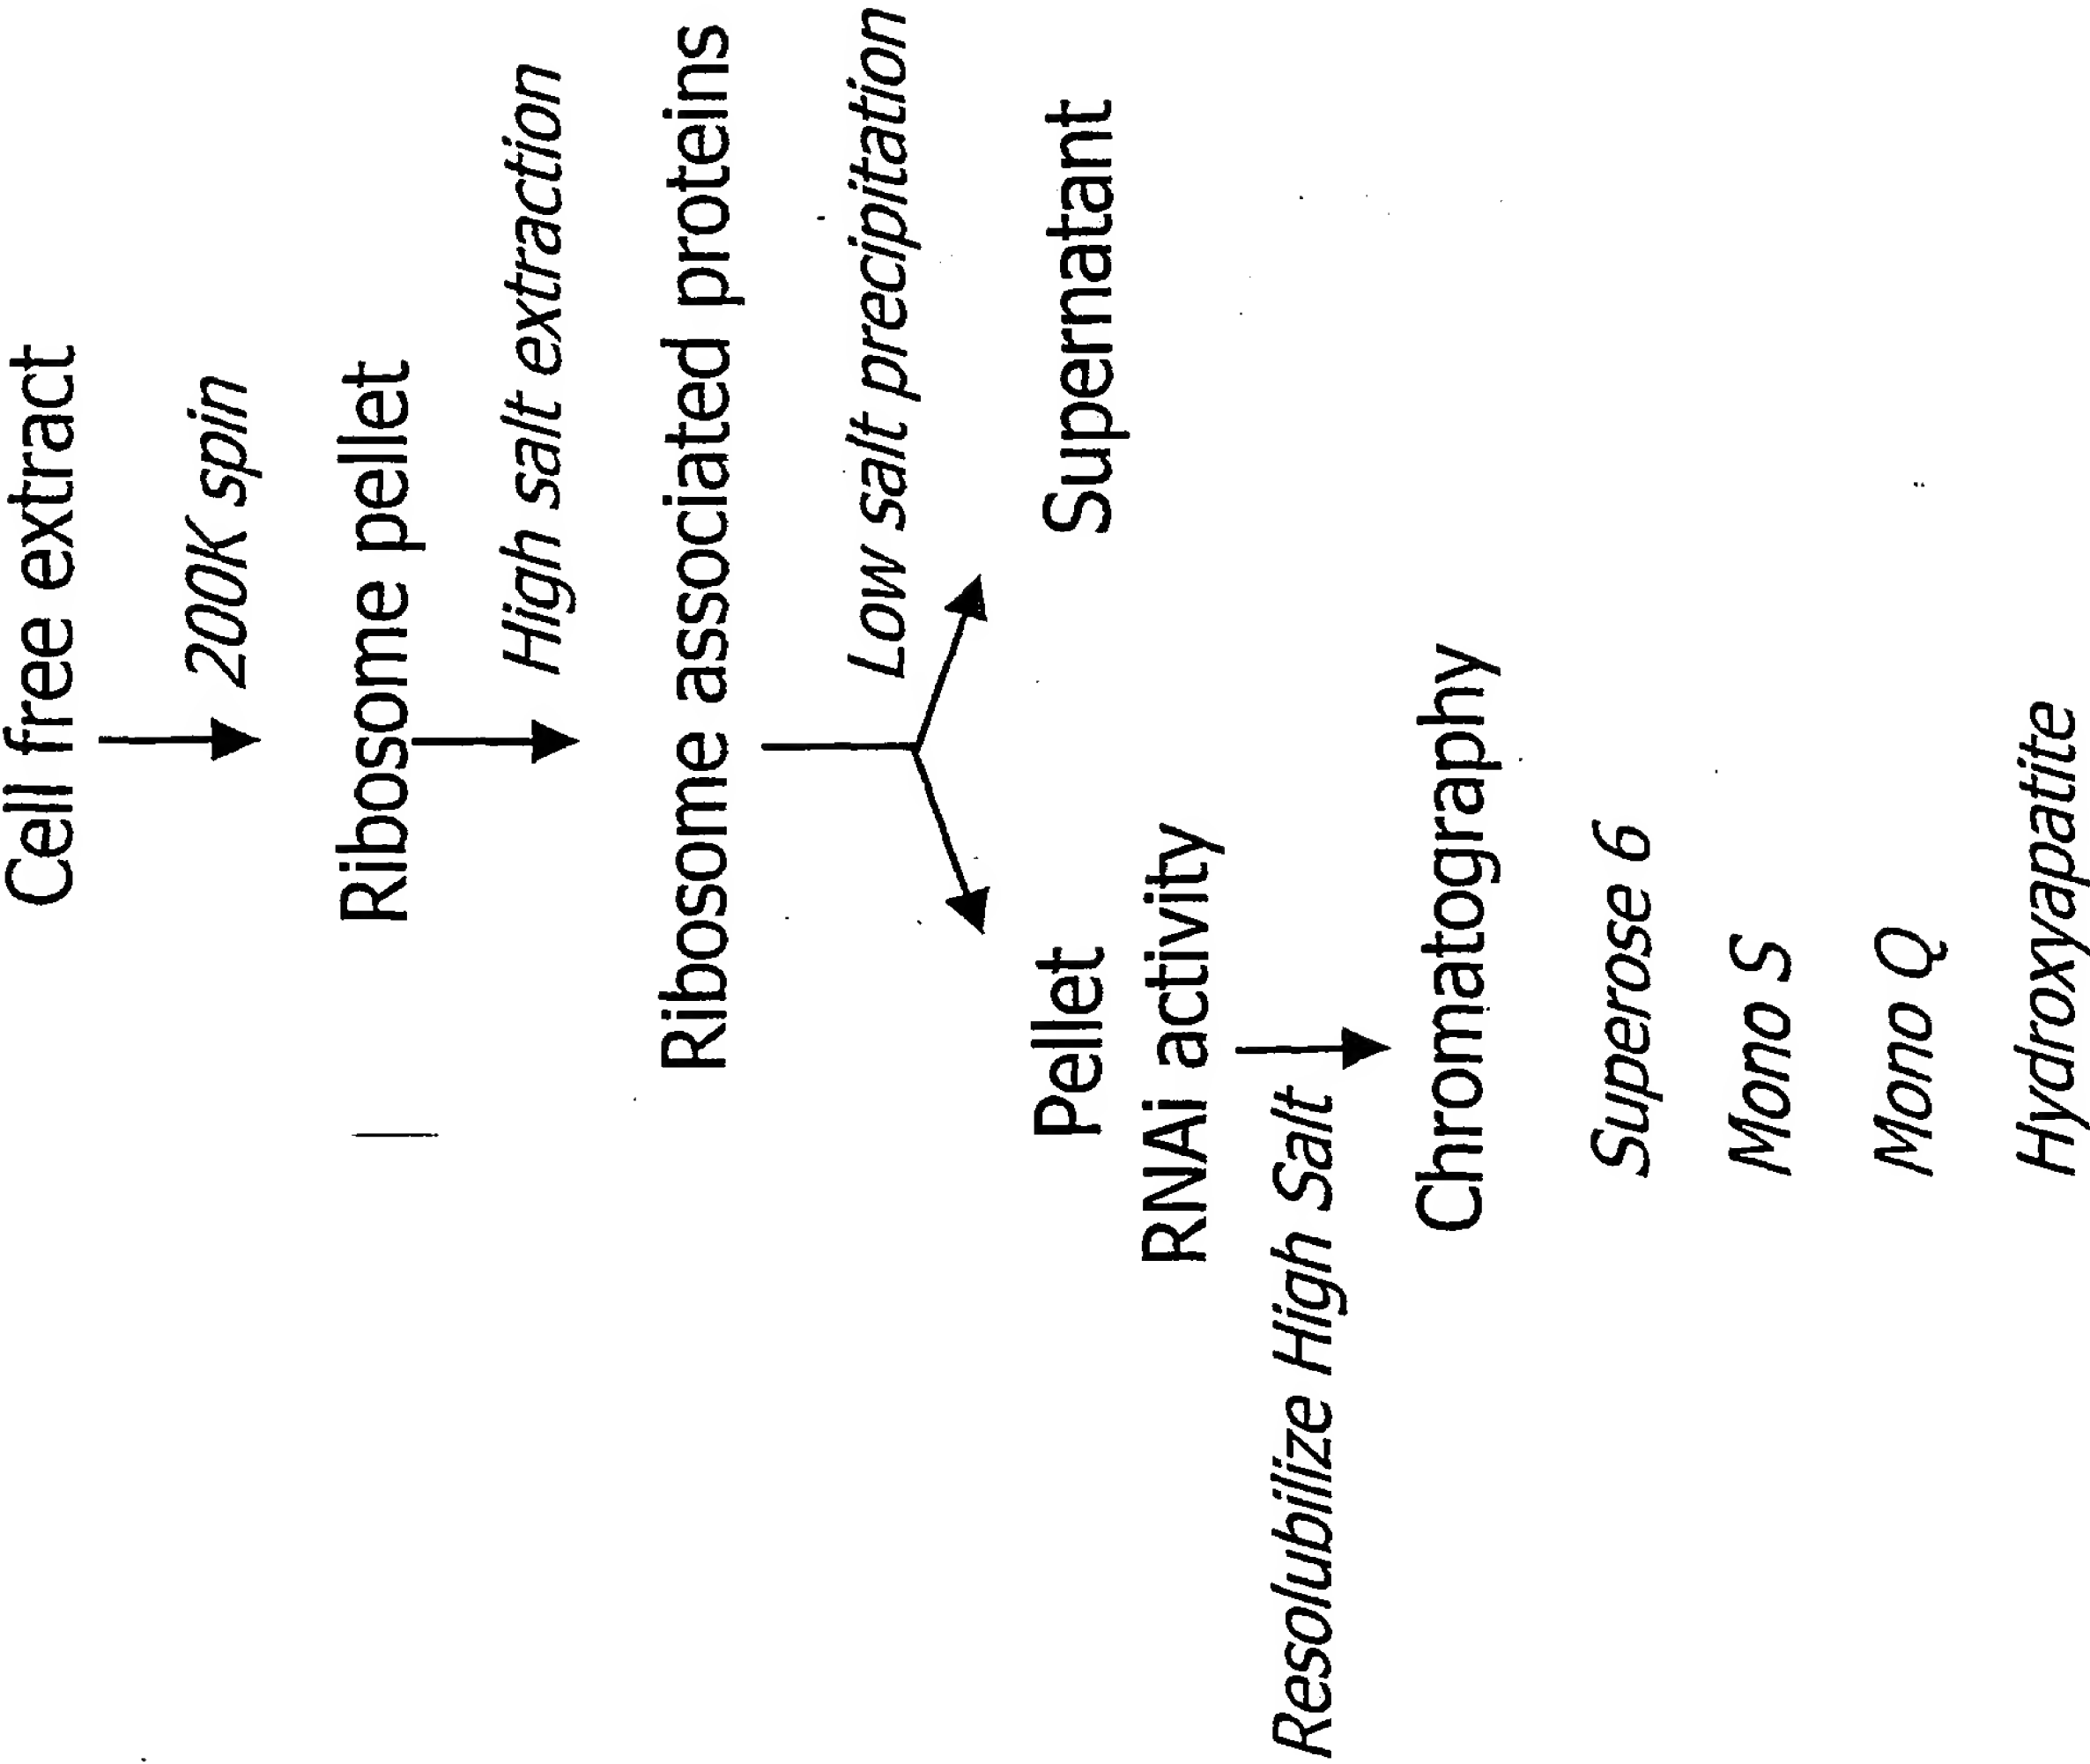 Cell free extract
200K spin
Ribosome pellet
High salt extraction
Ribosome associated proteins
Low salt precipitation
Pellet
Supernatant
RNAi activity
Resolubilize High Salt
Chromatography
Superose 6
Mono S
Mono Q
Hydroxyapatite